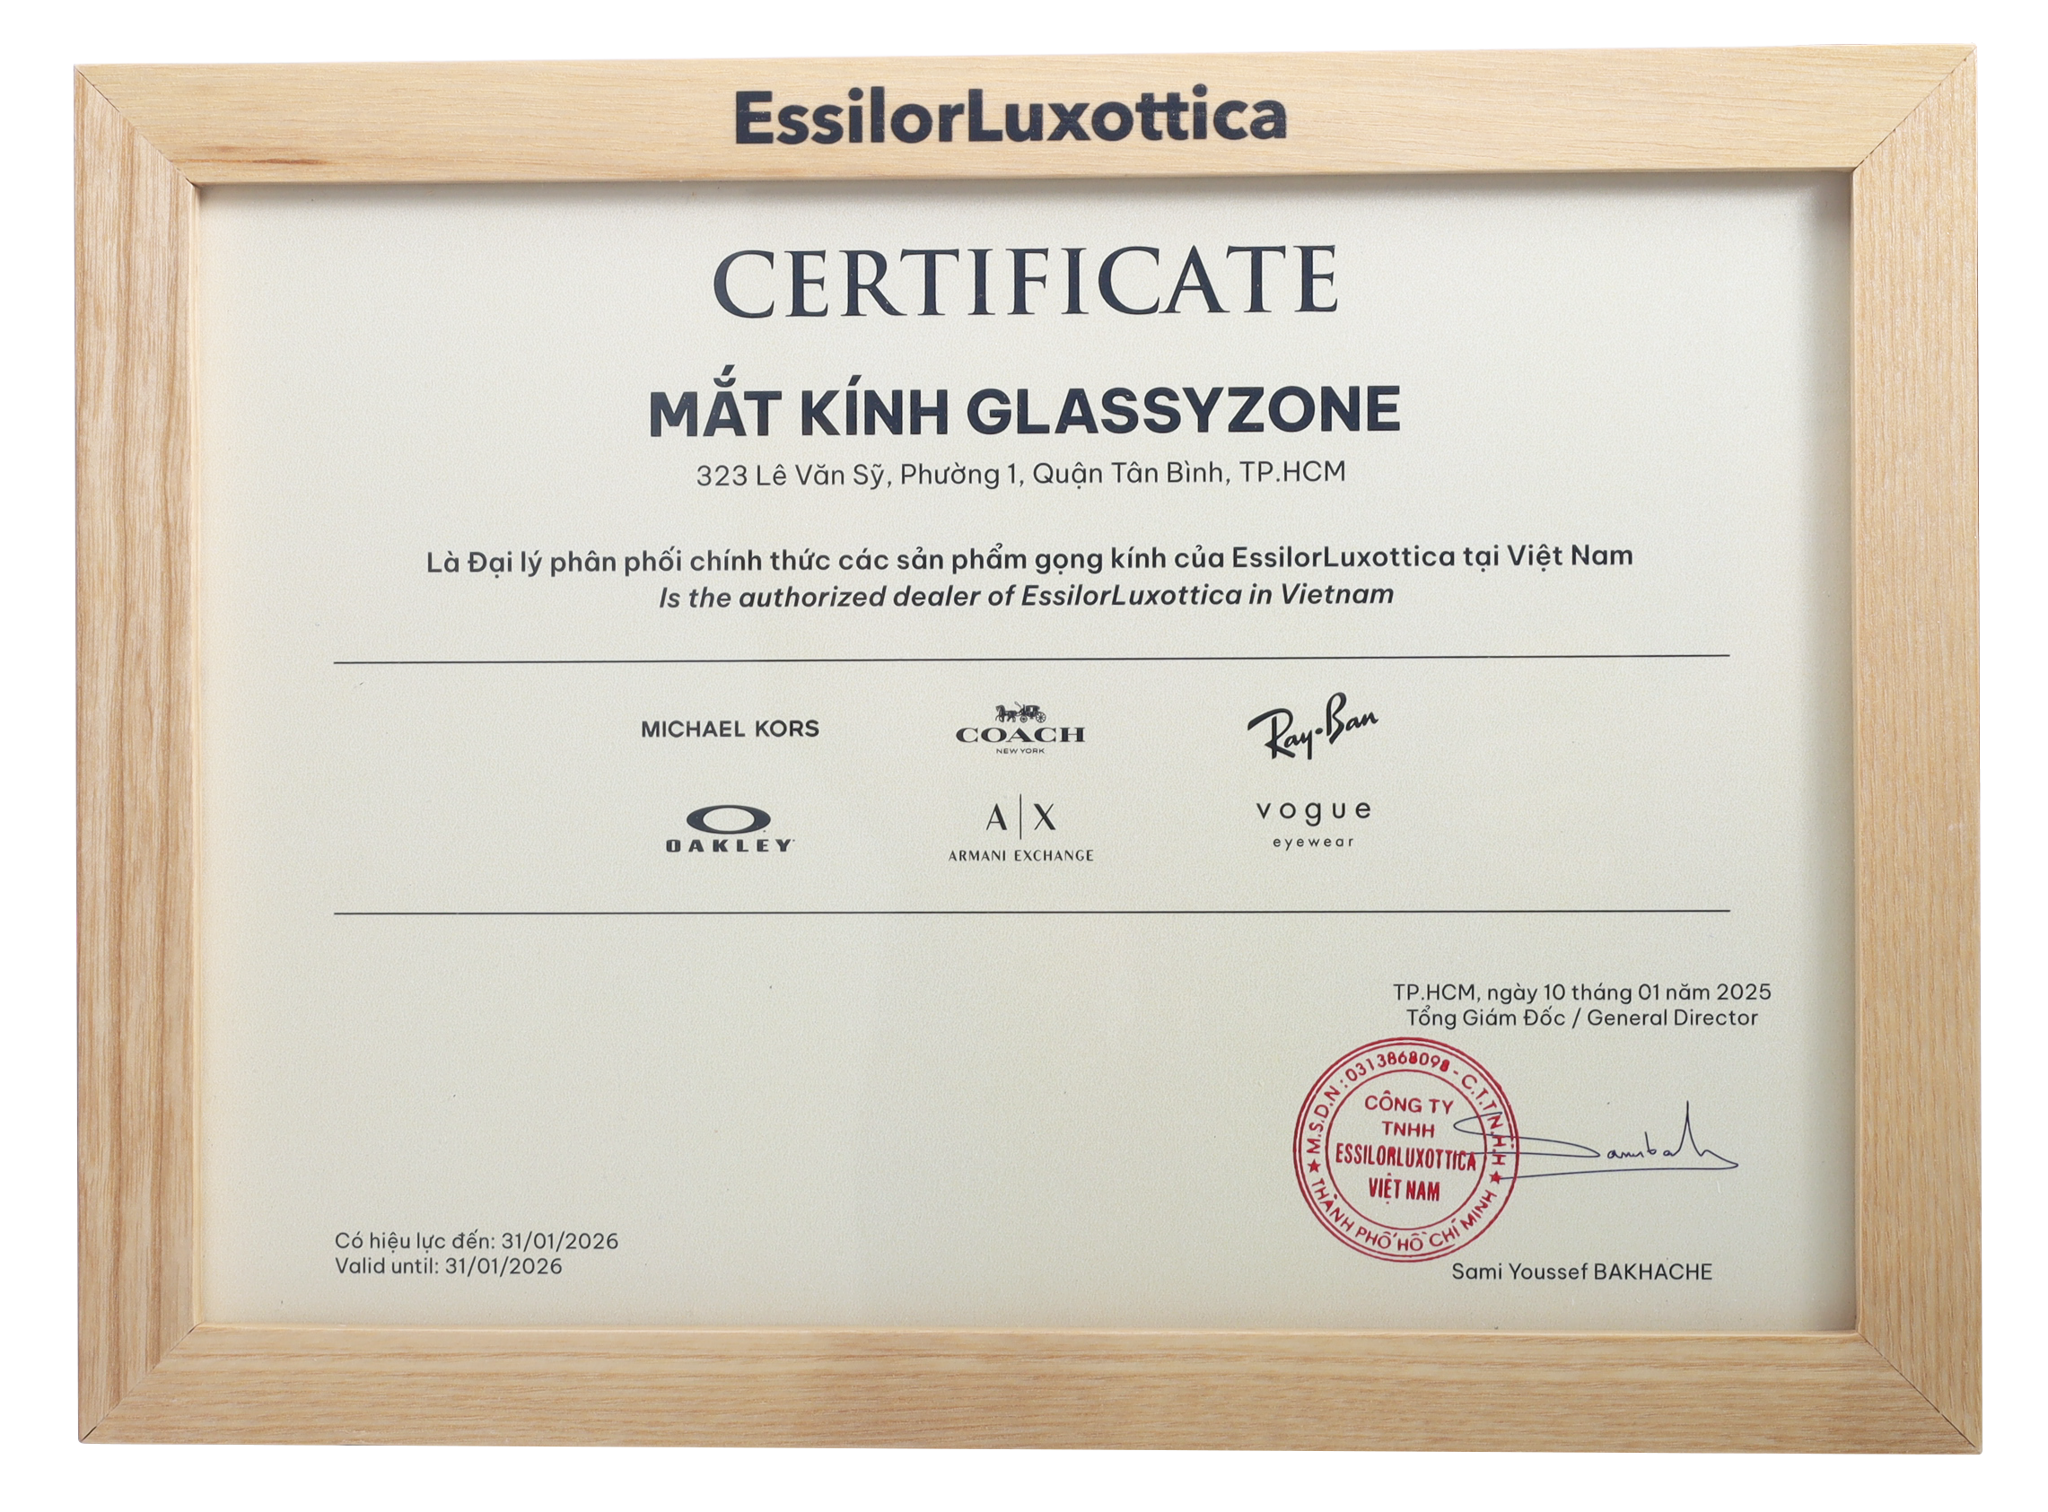 EssilorLuxottica
CERTIFICATE
MẮT KÍNH GLASSYZONE
323 Lê Văn Sỹ, Phường 1, Quận Tân Bình, TP.HCM
Là Đại lý phân phối chính thức các sản phẩm gọng kính của EssilorLuxottica tại Việt Nam
Is the authorized dealer of EssilorLuxottica in Vietnam
MICHAEL KORS
COACH
NEW YORK
Ray-Ban
OAKLEY
A|X
ARMANI EXCHANGE
vogue
eyewear
TP.HCM, ngày 10 tháng 01 năm 2025
Tổng Giám Đốc / General Director
M.S.D.N: 0313868098 - C.T.T.N.H.H
CÔNG TY
TNHH
ESSILORLUXOTTICA
VIỆT NAM
★ THÀNH PHỐ HỒ CHÍ MINH ★
Sambach
Có hiệu lực đến: 31/01/2026
Valid until: 31/01/2026
Sami Youssef BAKHACHE